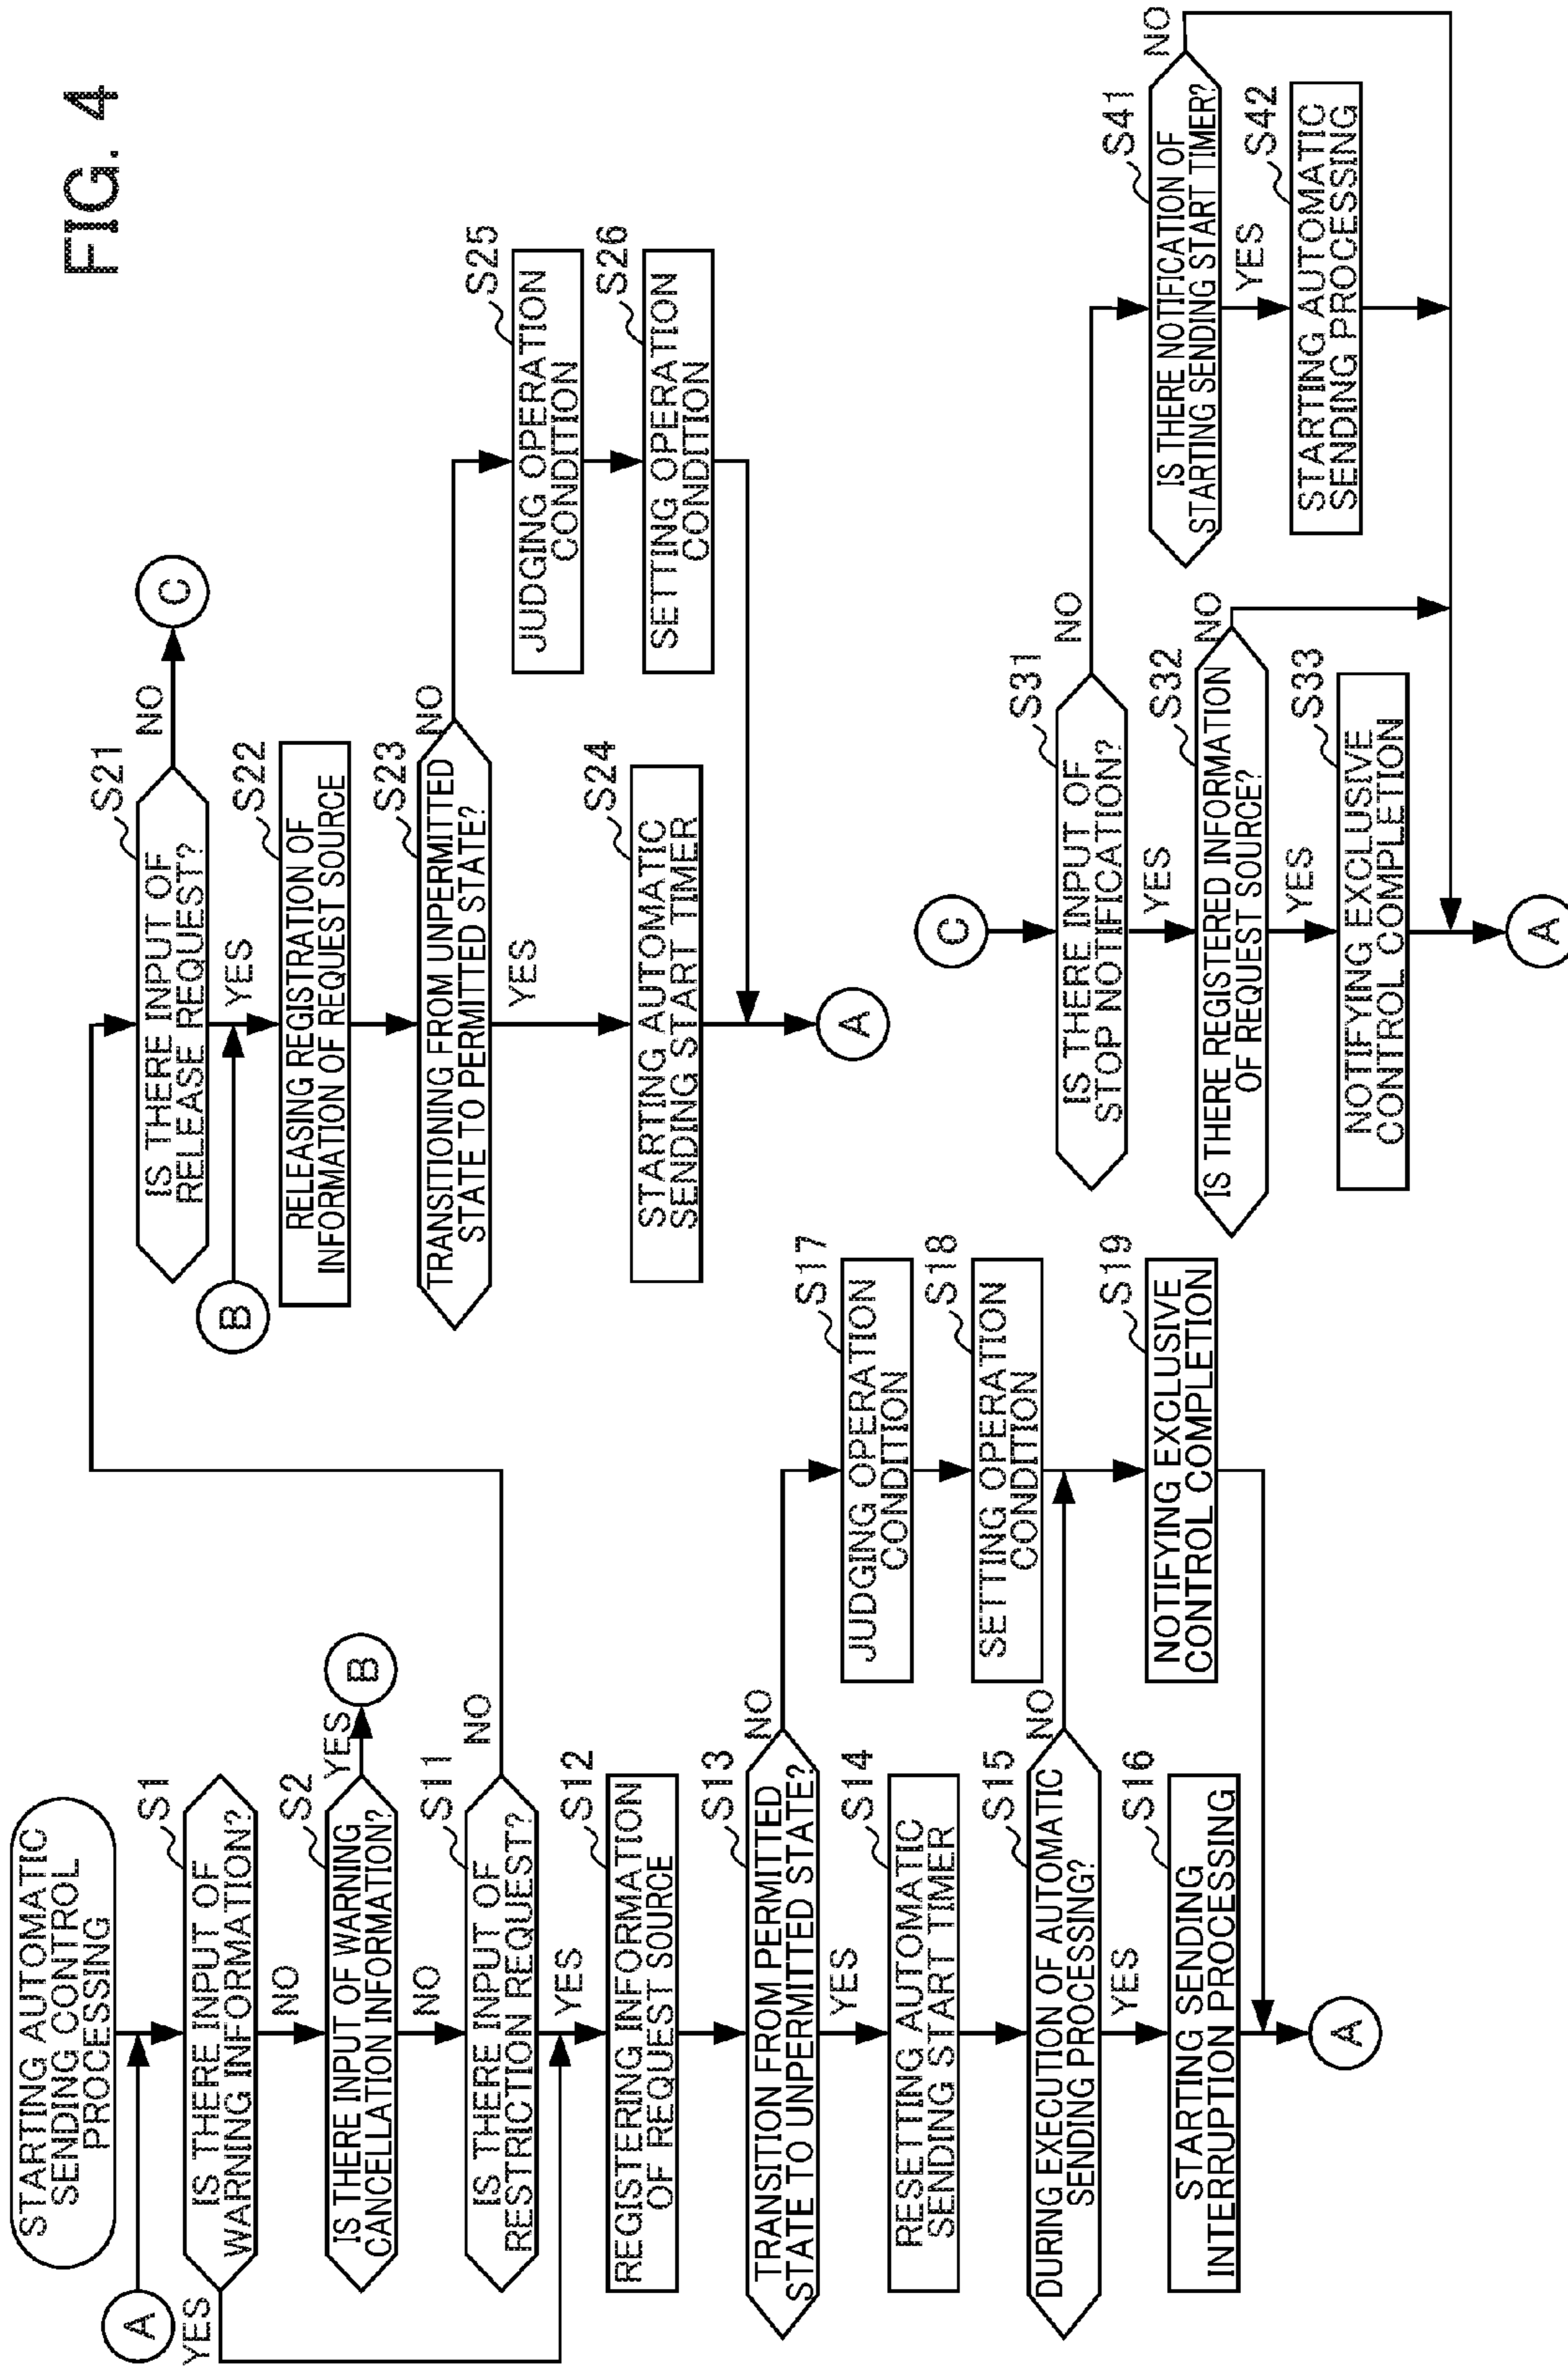 FIG. 4
STARTING AUTOMATIC
SENDING CONTROL
PROCESSING
A
S1
IS THERE INPUT OF
WARNING INFORMATION?
YES
NO
S2
IS THERE INPUT OF WARNING
CANCELLATION INFORMATION?
YES
B
NO
S11
IS THERE INPUT OF
RESTRICTION REQUEST?
NO
YES
S12
REGISTERING INFORMATION
OF REQUEST SOURCE
S13
TRANSITION FROM PERMITTED
STATE TO UNPERMITTED STATE?
NO
YES
S14
RESETTING AUTOMATIC
SENDING START TIMER
S15
DURING EXECUTION OF AUTOMATIC
SENDING PROCESSING?
NO
YES
S16
STARTING SENDING
INTERRUPTION PROCESSING
A
S17
JUDGING OPERATION
CONDITION
S18
SETTING OPERATION
CONDITION
S19
NOTIFYING EXCLUSIVE
CONTROL COMPLETION
S21
IS THERE INPUT OF
RELEASE REQUEST?
NO
C
YES
B
S22
RELEASING REGISTRATION OF
INFORMATION OF REQUEST SOURCE
S23
TRANSITIONING FROM UNPERMITTED
STATE TO PERMITTED STATE?
NO
YES
S24
STARTING AUTOMATIC
SENDING START TIMER
A
S25
JUDGING OPERATION
CONDITION
S26
SETTING OPERATION
CONDITION
C
S31
IS THERE INPUT OF
STOP NOTIFICATION?
NO
YES
S32
IS THERE REGISTERED INFORMATION
OF REQUEST SOURCE?
NO
YES
S33
NOTIFYING EXCLUSIVE
CONTROL COMPLETION
A
S41
IS THERE NOTIFICATION OF
STARTING SENDING START TIMER?
NO
YES
S42
STARTING AUTOMATIC
SENDING PROCESSING